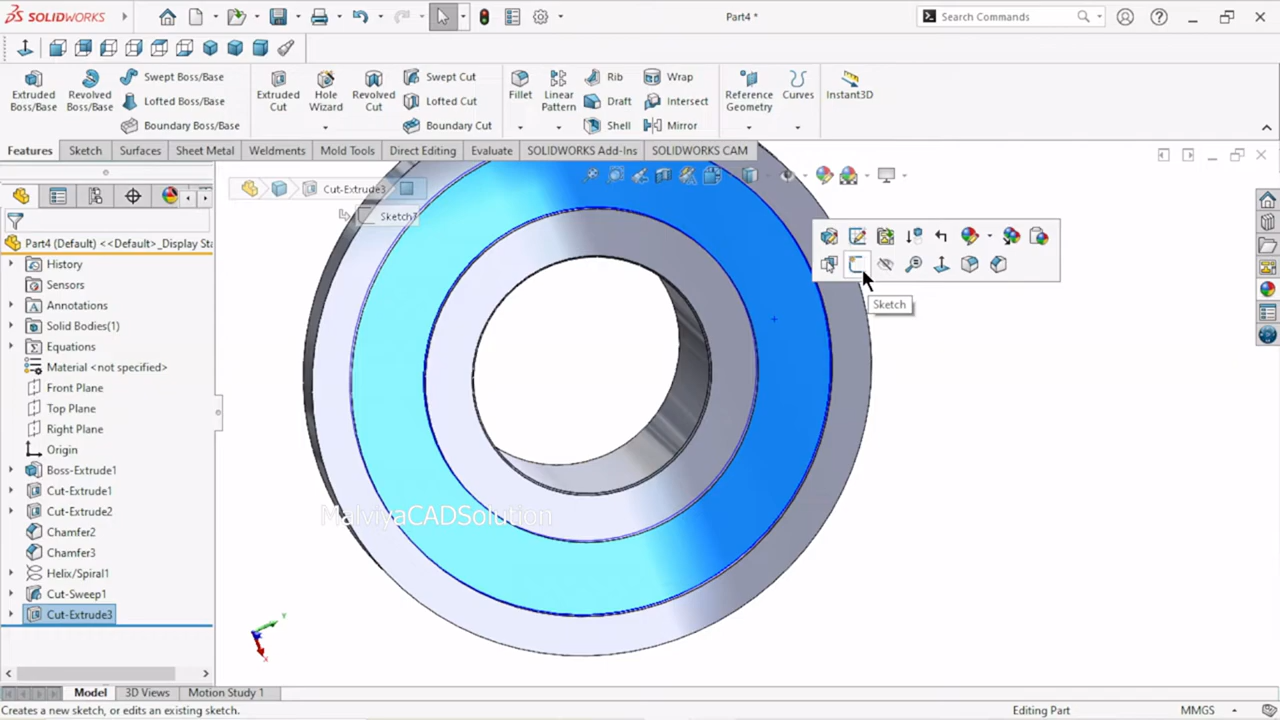 SOLIDWORKS
Part4 *
Search Commands
Extruded Boss/Base
Revolved Boss/Base
Swept Boss/Base
Lofted Boss/Base
Boundary Boss/Base
Extruded Cut
Hole Wizard
Revolved Cut
Swept Cut
Lofted Cut
Boundary Cut
Fillet
Linear Pattern
Rib
Draft
Shell
Wrap
Intersect
Mirror
Reference Geometry
Curves
Instant3D
Features
Sketch
Surfaces
Sheet Metal
Weldments
Mold Tools
Direct Editing
Evaluate
SOLIDWORKS Add-Ins
SOLIDWORKS CAM
Cut-Extrude3
Sketch7
Part4 (Default) <<Default>_Display Sta
History
Sensors
Annotations
Solid Bodies(1)
Equations
Material <not specified>
Front Plane
Top Plane
Right Plane
Origin
Boss-Extrude1
Cut-Extrude1
Cut-Extrude2
Chamfer2
Chamfer3
Helix/Spiral1
Cut-Sweep1
Cut-Extrude3
Sketch
MalviyaCADSolution
Y
X
Model
3D Views
Motion Study 1
Creates a new sketch, or edits an existing sketch.
Editing Part
MMGS